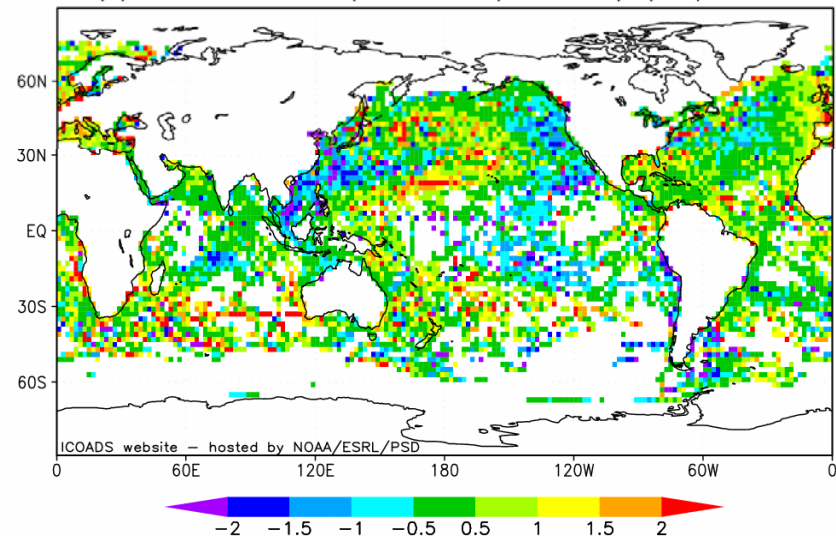 60N
30N
EQ
30S
60S
ICOADS website – hosted by NOAA/ESRL/PSD
0 60E 120E 180 120W 60W 0
−2 −1.5 −1 −0.5 0.5 1 1.5 2